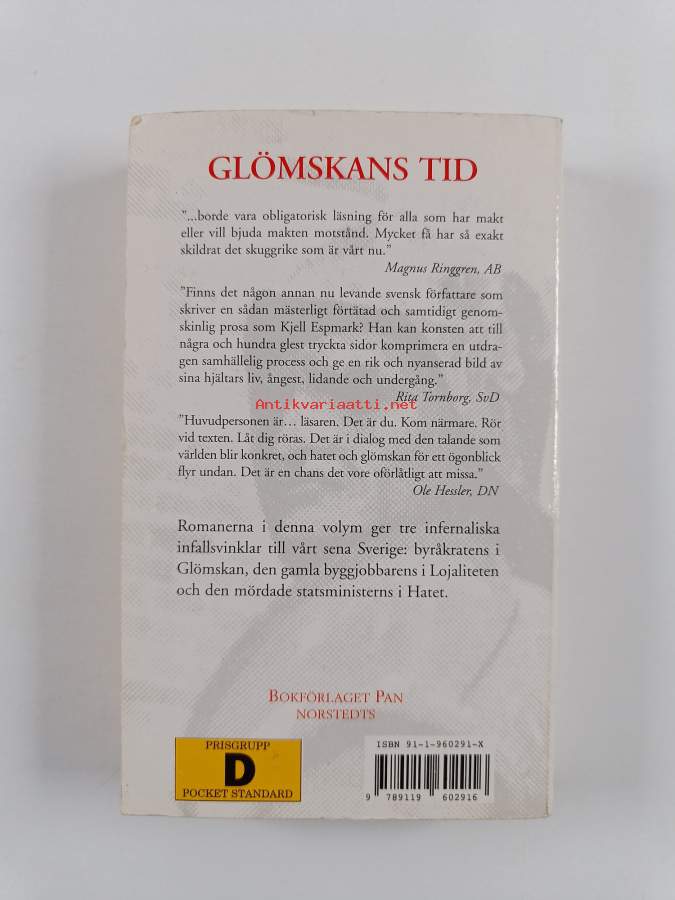 GLÖMSKANS TID
"...borde vara obligatorisk läsning för alla som har makt
eller vill bjuda makten motstånd. Mycket få har så exakt
skildrat det skuggrike som är vårt nu."
Magnus Ringgren, AB
"Finns det någon annan nu levande svensk författare som
skriver en sådan mästerligt förtätad och samtidigt genom-
skinlig prosa som Kjell Espmark? Han kan konsten att till
några och hundra glest tryckta sidor komprimera en utdra-
gen samhällelig process och ge en rik och nyanserad bild av
sina hjältars liv, ångest, lidande och undergång."
Rita Tornborg, SvD
Antikvariaatti.net
"Huvudpersonen är... läsaren. Det är du. Kom närmare. Rör
vid texten. Låt dig röras. Det är i dialog med den talande som
världen blir konkret, och hatet och glömskan för ett ögonblick
flyr undan. Det är en chans det vore oförlåtligt att missa."
Ole Hessler, DN
Romanerna i denna volym ger tre infernaliska
infallsvinklar till vårt sena Sverige: byråkratens i
Glömskan, den gamla byggjobbarens i Lojaliteten
och den mördade statsministerns i Hatet.
BOKFÖRLAGET PAN
NORSTEDTS
PRISGRUPP
D
POCKET STANDARD
ISBN 91-1-960291-X
9 789119 602916